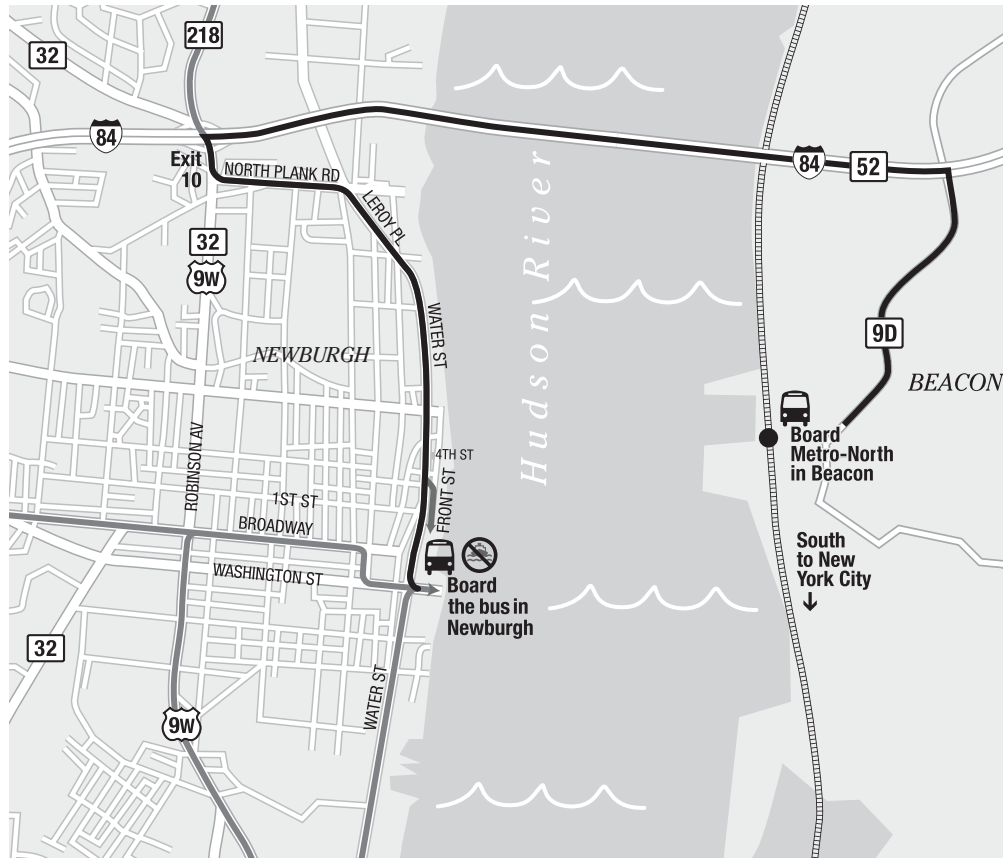 218
32
84
Exit
10
NORTH PLANK RD
LEROY PL
84
52
32
9W
WATER ST
Hudson River
9D
NEWBURGH
BEACON
ROBINSON AV
4TH ST
FRONT ST
Board
Metro-North
in Beacon
1ST ST
BROADWAY
WASHINGTON ST
Board
the bus in
Newburgh
South
to New
York City
32
WATER ST
9W